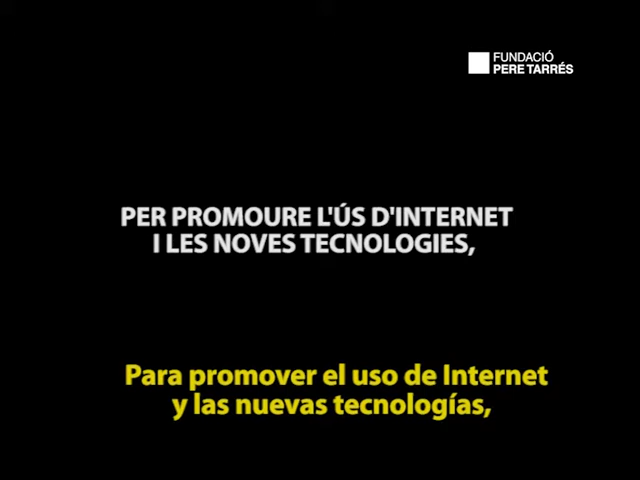 FUNDACIÓ
PERE TARRÉS
PER PROMOURE L'ÚS D'INTERNET
I LES NOVES TECNOLOGIES,
Para promover el uso de Internet
y las nuevas tecnologías,